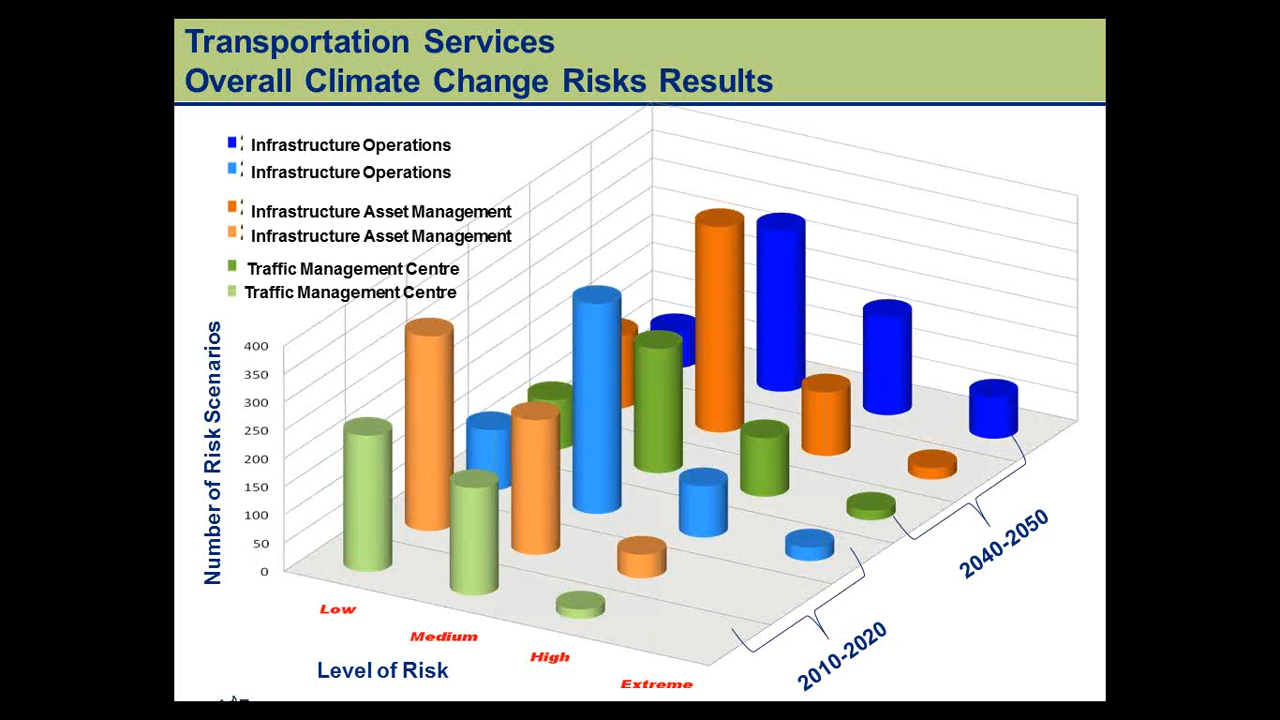 Transportation Services
Overall Climate Change Risks Results
Infrastructure Operations
Infrastructure Operations
Infrastructure Asset Management
Infrastructure Asset Management
Traffic Management Centre
Traffic Management Centre
Number of Risk Scenarios
400
350
300
250
200
150
100
50
0
Low
Medium
High
Extreme
Level of Risk
2010-2020
2040-2050